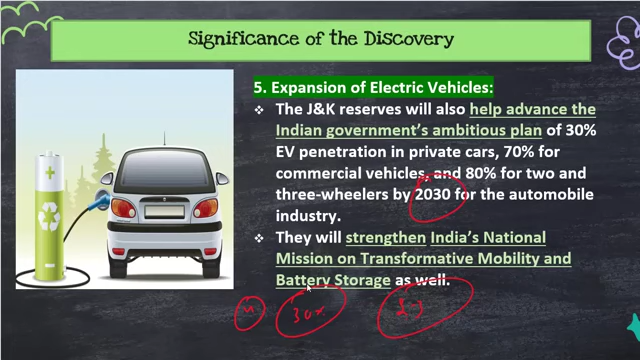 Significance of the Discovery
5. Expansion of Electric Vehicles:
❖ The J&K reserves will also help advance the
Indian government's ambitious plan of 30%
EV penetration in private cars, 70% for
commercial vehicles, and 80% for two and
three-wheelers by 2030 for the automobile
industry.
❖ They will strengthen India's National
Mission on Transformative Mobility and
Battery Storage as well.